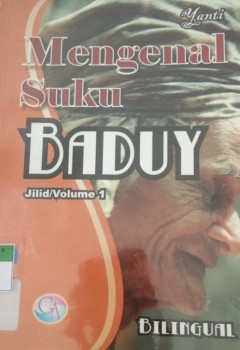 Yanti
Mengenal
Suku
BADUY
Jilid/Volume 1
BILINGUAL